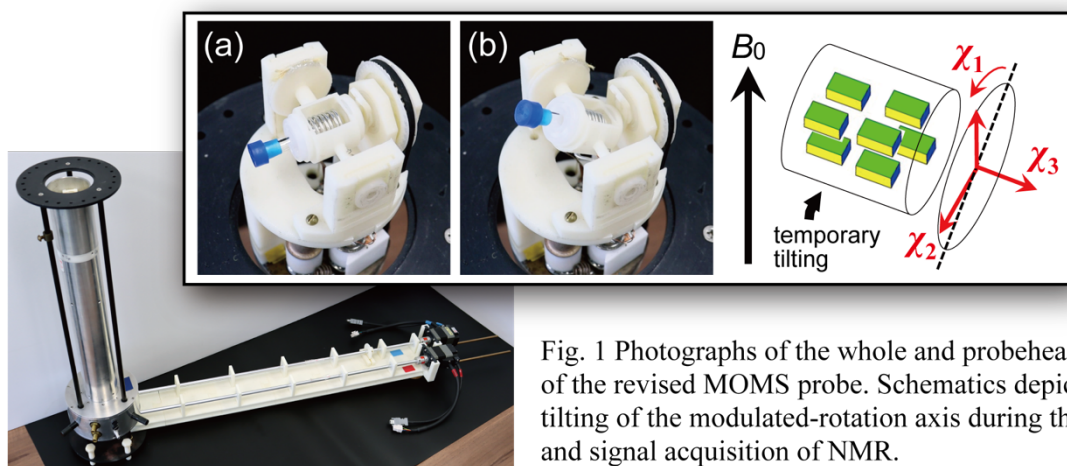 (a)
(b)
B0
χ1
χ3
χ2
temporary
tilting
Fig. 1 Photographs of the whole and probehea
of the revised MOMS probe. Schematics depic
tilting of the modulated-rotation axis during th
and signal acquisition of NMR.